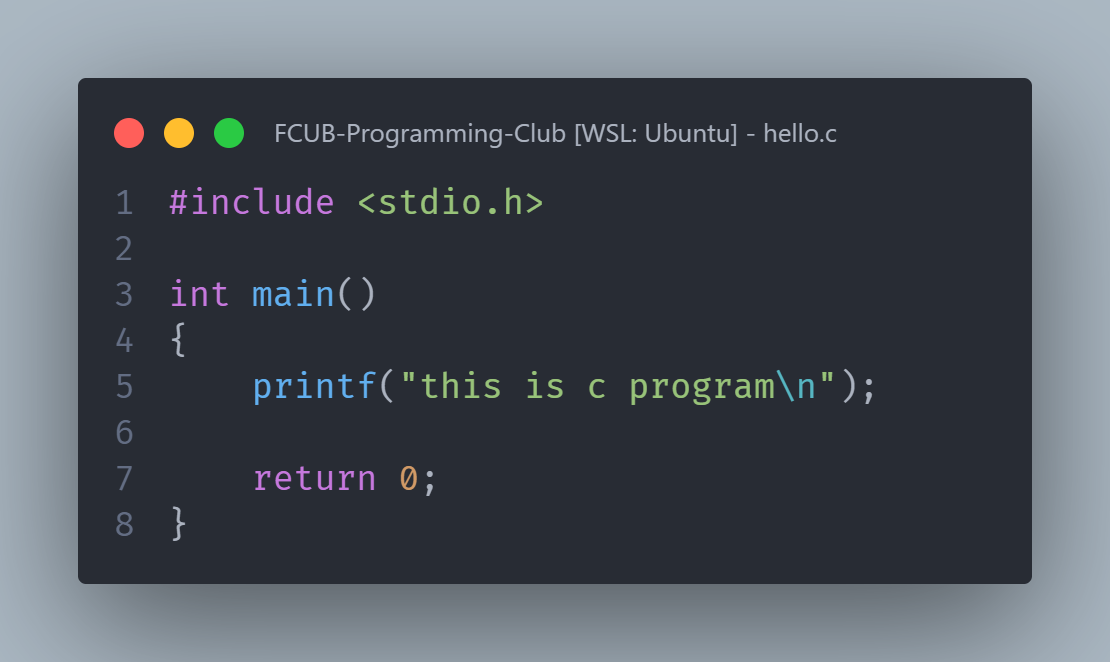 FCUB-Programming-Club [WSL: Ubuntu] - hello.c
1 #include <stdio.h>
2
3 int main()
4 {
5     printf("this is c program\n");
6
7     return 0;
8 }